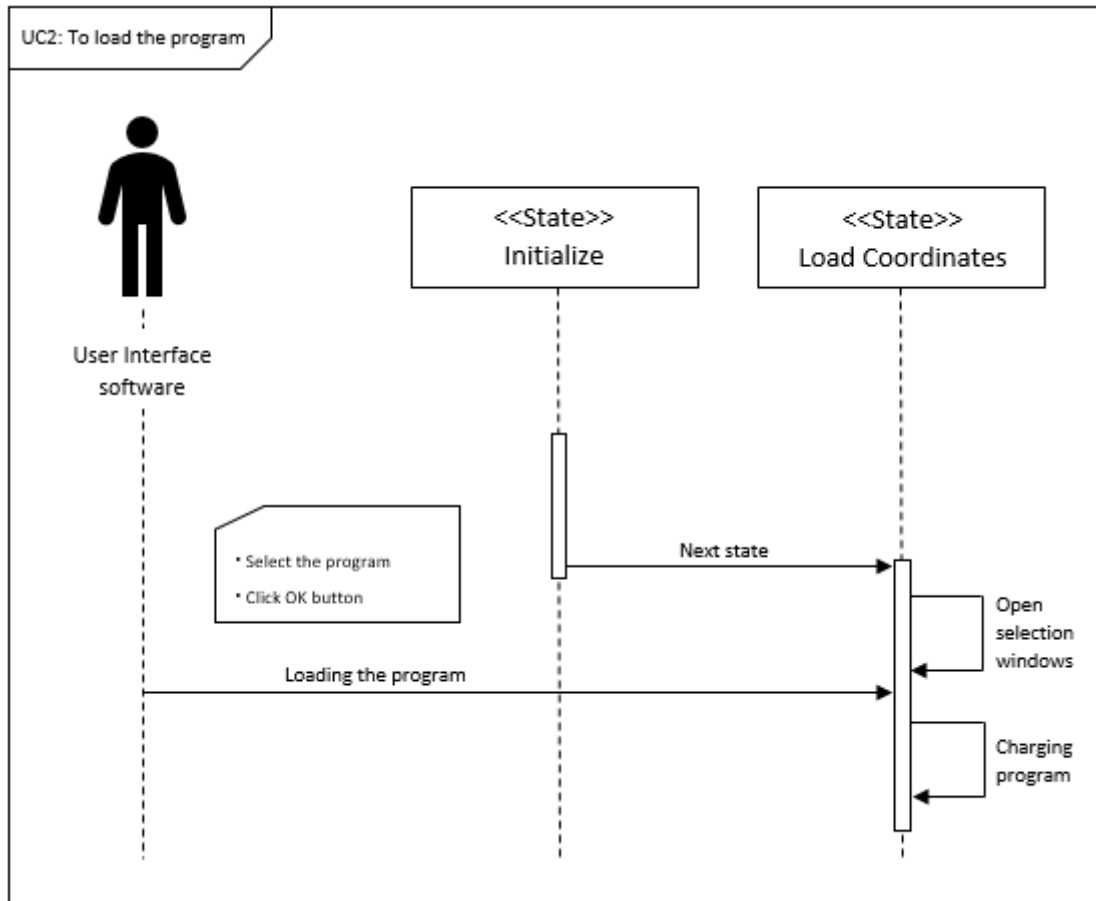 UC2: To load the program
<<State>>
Initialize
<<State>>
Load Coordinates
User Interface
software
• Select the program
• Click OK button
Next state
Open
selection
windows
Loading the program
Charging
program